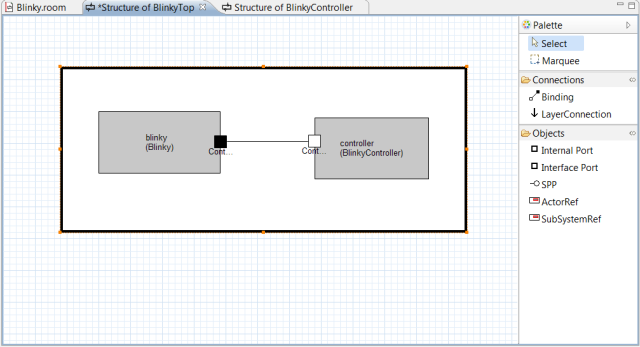 Blinky.room
*Structure of BlinkyTop
Structure of BlinkyController
Palette
Select
Marquee
Connections
Binding
LayerConnection
Objects
Internal Port
Interface Port
SPP
ActorRef
SubSystemRef
blinky
(Blinky)
Cont...
Cont...
controller
(BlinkyController)